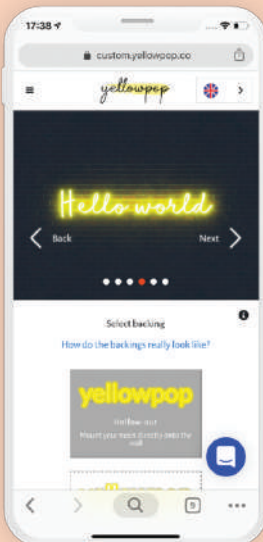 17:38
custom.yellowpop.co
yellowpop
Hello world
Back
Next
Select backing
How do the backings really look like?
yellowpop
Mount your neon directly onto the
wall